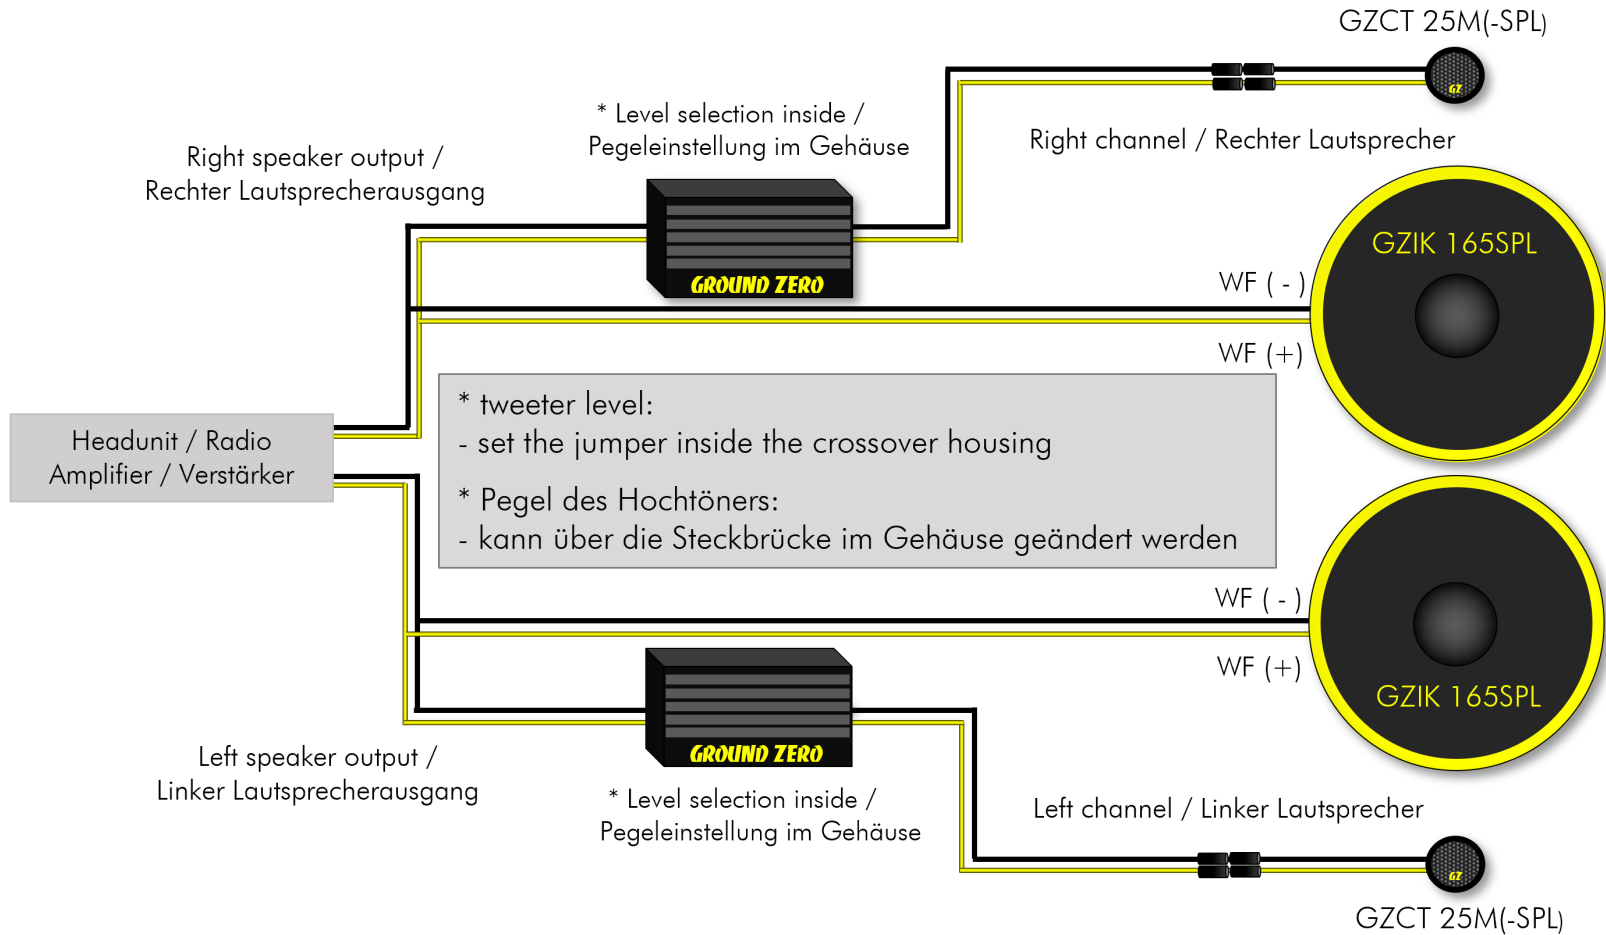 GZCT 25M(-SPL)
* Level selection inside /
Pegeleinstellung im Gehäuse
Right channel / Rechter Lautsprecher
Right speaker output /
Rechter Lautsprecherausgang
GZ
GROUND ZERO
GZIK 165SPL
WF ( - )
WF (+)
* tweeter level:
- set the jumper inside the crossover housing
* Pegel des Hochtöners:
- kann über die Steckbrücke im Gehäuse geändert werden
Headunit / Radio
Amplifier / Verstärker
WF ( - )
WF (+)
GZIK 165SPL
GROUND ZERO
Left speaker output /
Linker Lautsprecherausgang
* Level selection inside /
Pegeleinstellung im Gehäuse
Left channel / Linker Lautsprecher
GZ
GZCT 25M(-SPL)